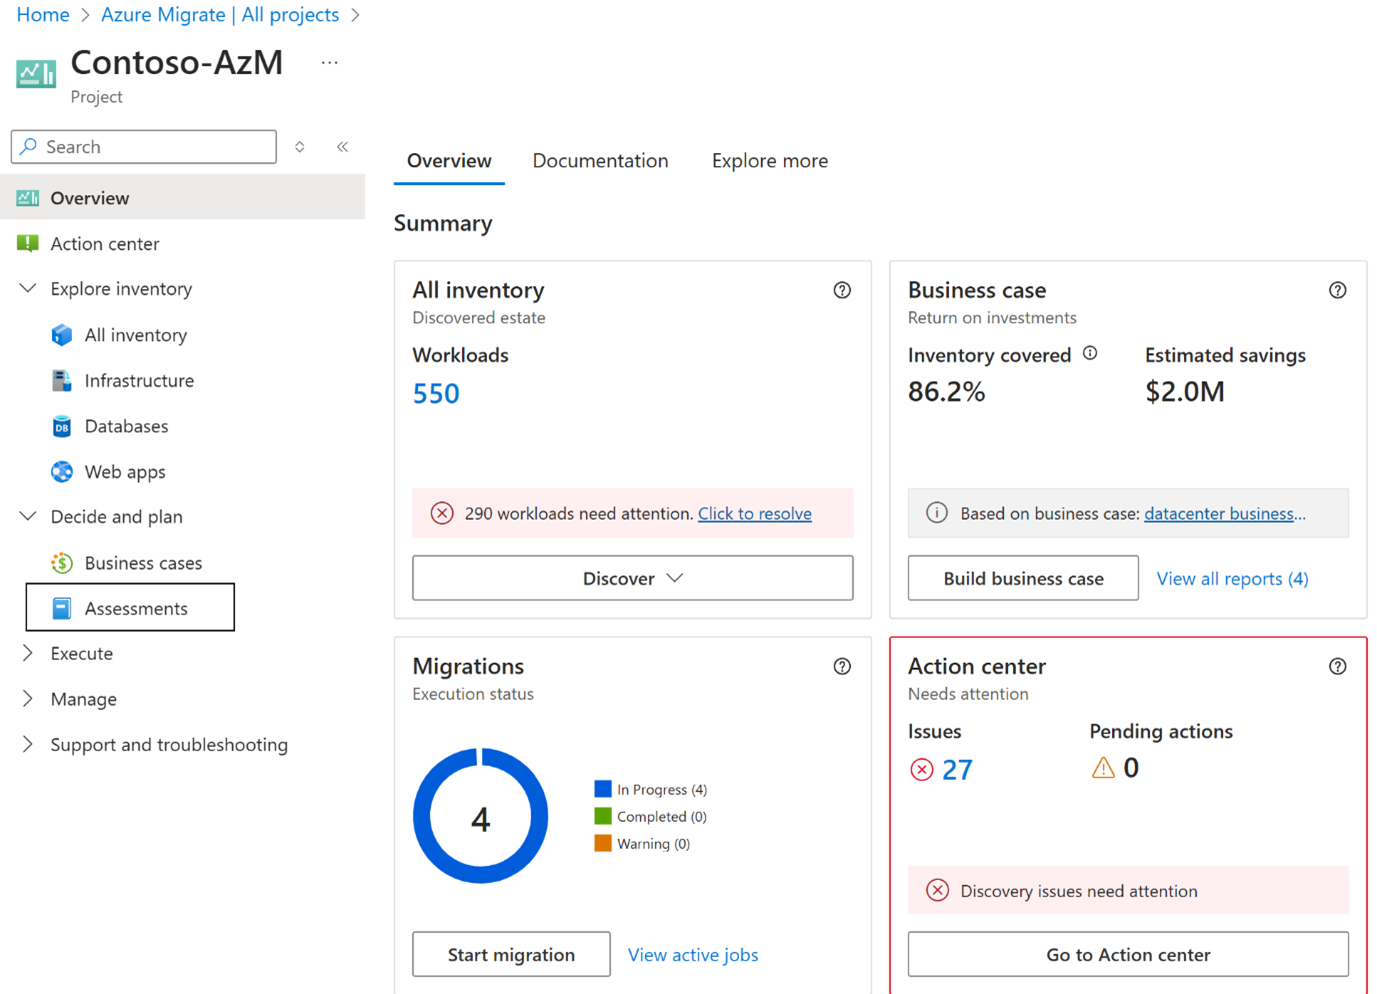 Home > Azure Migrate | All projects >
Contoso-AzM ...
Project
Search
Overview
Action center
Explore inventory
All inventory
Infrastructure
Databases
Web apps
Decide and plan
Business cases
Assessments
Execute
Manage
Support and troubleshooting
Overview Documentation Explore more
Summary
All inventory
Discovered estate
Workloads
550
290 workloads need attention. Click to resolve
Discover
Business case
Return on investments
Inventory covered Estimated savings
86.2% $2.0M
Based on business case: datacenter business...
Build business case View all reports (4)
Migrations
Execution status
4
In Progress (4)
Completed (0)
Warning (0)
Start migration View active jobs
Action center
Needs attention
Issues Pending actions
27 0
Discovery issues need attention
Go to Action center